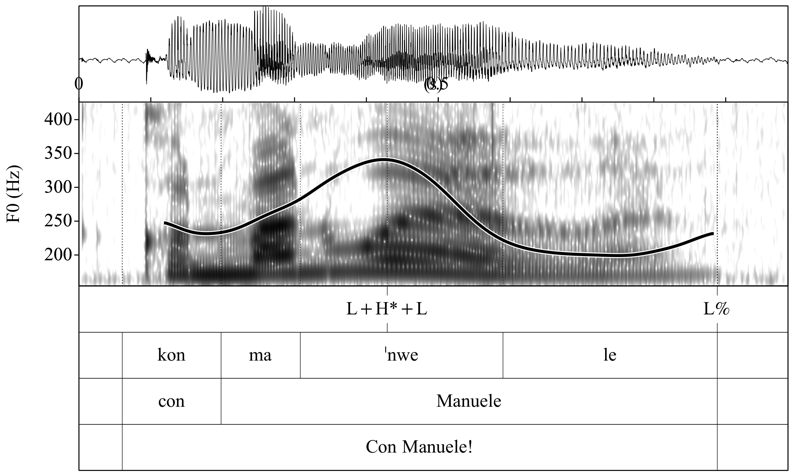 0 (s) 0.5
400
350
300
250
200
F0 (Hz)
L+H*+L L%
kon ma ˈnwe le
con Manuele
Con Manuele!